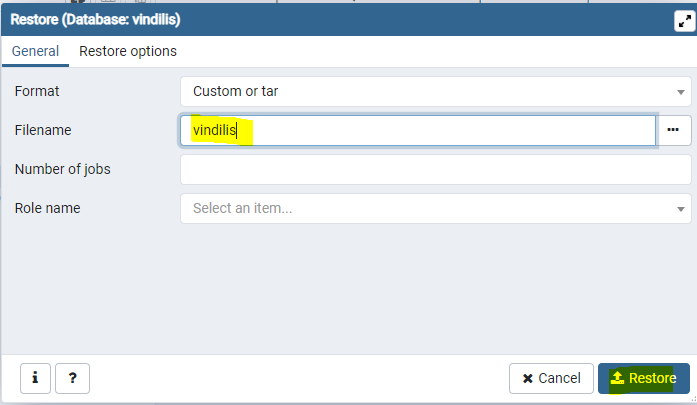 Restore (Database: vindilis)
General Restore options
Format Custom or tar
Filename vindilis ...
Number of jobs
Role name Select an item...
i ? Cancel Restore